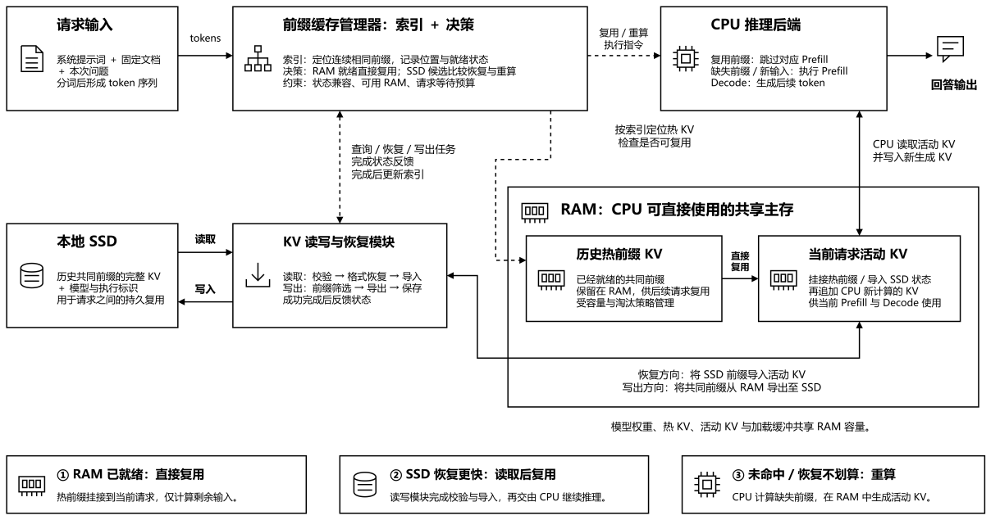 请求输入
系统提示词 + 固定文档
+ 本次问题
分词后形成 token 序列
tokens
前缀缓存管理器：索引 + 决策
索引：定位连续相同前缀，记录位置与就绪状态
决策：RAM 就绪直接复用；SSD 候选比较恢复与重算
约束：状态兼容、可用 RAM、请求等待预算
复用 / 重算
执行指令
CPU 推理后端
复用前缀：跳过对应 Prefill
缺失前缀 / 新输入：执行 Prefill
Decode：生成后续 token
回答输出
查询 / 恢复 / 写出任务
完成状态反馈
完成后更新索引
按索引定位热 KV
检查是否可复用
CPU 读取活动 KV
并写入新生成 KV
本地 SSD
历史共同前缀的完整 KV
+ 模型与执行标识
用于请求之间的持久复用
读取
写入
KV 读写与恢复模块
读取：校验 → 格式恢复 → 导入
写出：前缀筛选 → 导出 → 保存
成功完成后反馈状态
RAM：CPU 可直接使用的共享主存
历史热前缀 KV
已经就绪的共同前缀
保留在 RAM，供后续请求复用
受容量与淘汰策略管理
直接
复用
当前请求活动 KV
挂接热前缀 / 导入 SSD 状态
再追加 CPU 新计算的 KV
供当前 Prefill 与 Decode 使用
恢复方向：将 SSD 前缀导入活动 KV
写出方向：将共同前缀从 RAM 导出至 SSD
模型权重、热 KV、活动 KV 与加载缓冲共享 RAM 容量。
① RAM 已就绪：直接复用
热前缀挂接到当前请求，仅计算剩余输入。
② SSD 恢复更快：读取后复用
读写模块完成校验与导入，再交由 CPU 继续推理。
③ 未命中 / 恢复不划算：重算
CPU 计算缺失前缀，在 RAM 中生成活动 KV。